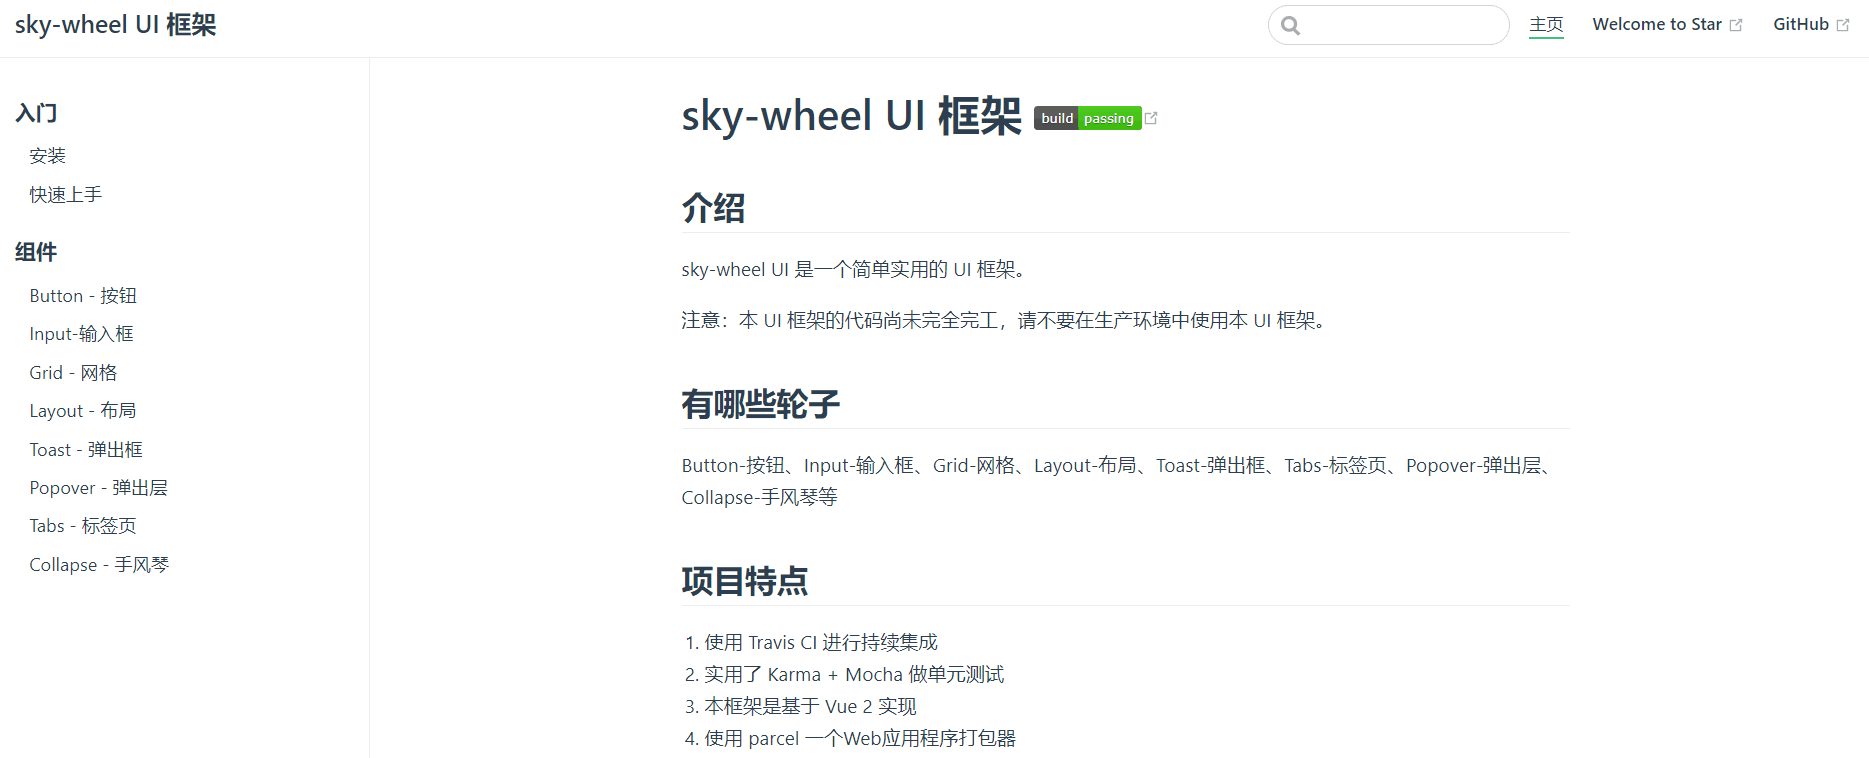 sky-wheel UI 框架
主页 Welcome to Star GitHub
入门
安装
快速上手
组件
Button - 按钮
Input-输入框
Grid - 网格
Layout - 布局
Toast - 弹出框
Popover - 弹出层
Tabs - 标签页
Collapse - 手风琴
sky-wheel UI 框架 build passing
介绍
sky-wheel UI 是一个简单实用的 UI 框架。
注意：本 UI 框架的代码尚未完全完工，请不要在生产环境中使用本 UI 框架。
有哪些轮子
Button-按钮、Input-输入框、Grid-网格、Layout-布局、Toast-弹出框、Tabs-标签页、Popover-弹出层、
Collapse-手风琴等
项目特点
1. 使用 Travis CI 进行持续集成
2. 实用了 Karma + Mocha 做单元测试
3. 本框架是基于 Vue 2 实现
4. 使用 parcel 一个Web应用程序打包器